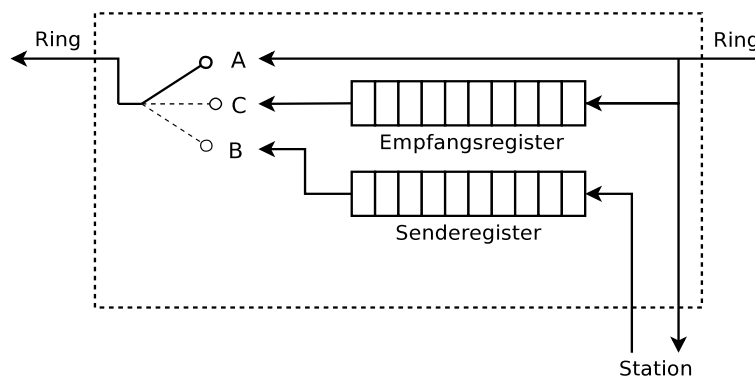 Ring
Ring
A
C
Empfangsregister
B
Senderegister
Station